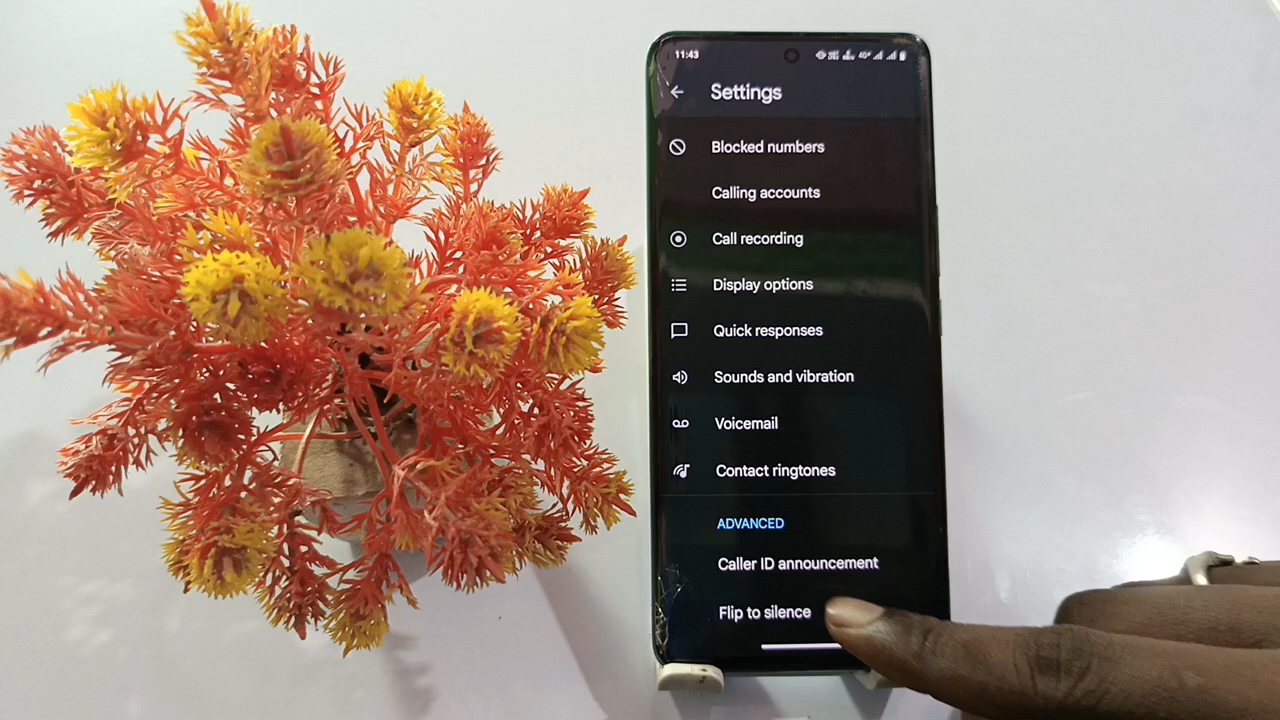 11:43
Settings
Blocked numbers
Calling accounts
Call recording
Display options
Quick responses
Sounds and vibration
Voicemail
Contact ringtones
ADVANCED
Caller ID announcement
Flip to silence